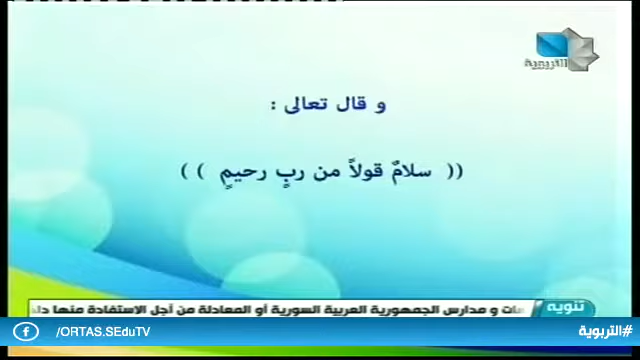 التربوية
و قال تعالى :
(( سلامٌ قولاً من ربٍ رحيمٍ ) )
تنويه
و مدارس الجمهورية العربية السورية أو المعادلة من أجل الاستفادة منها
/ORTAS.SEduTV
#التربوية